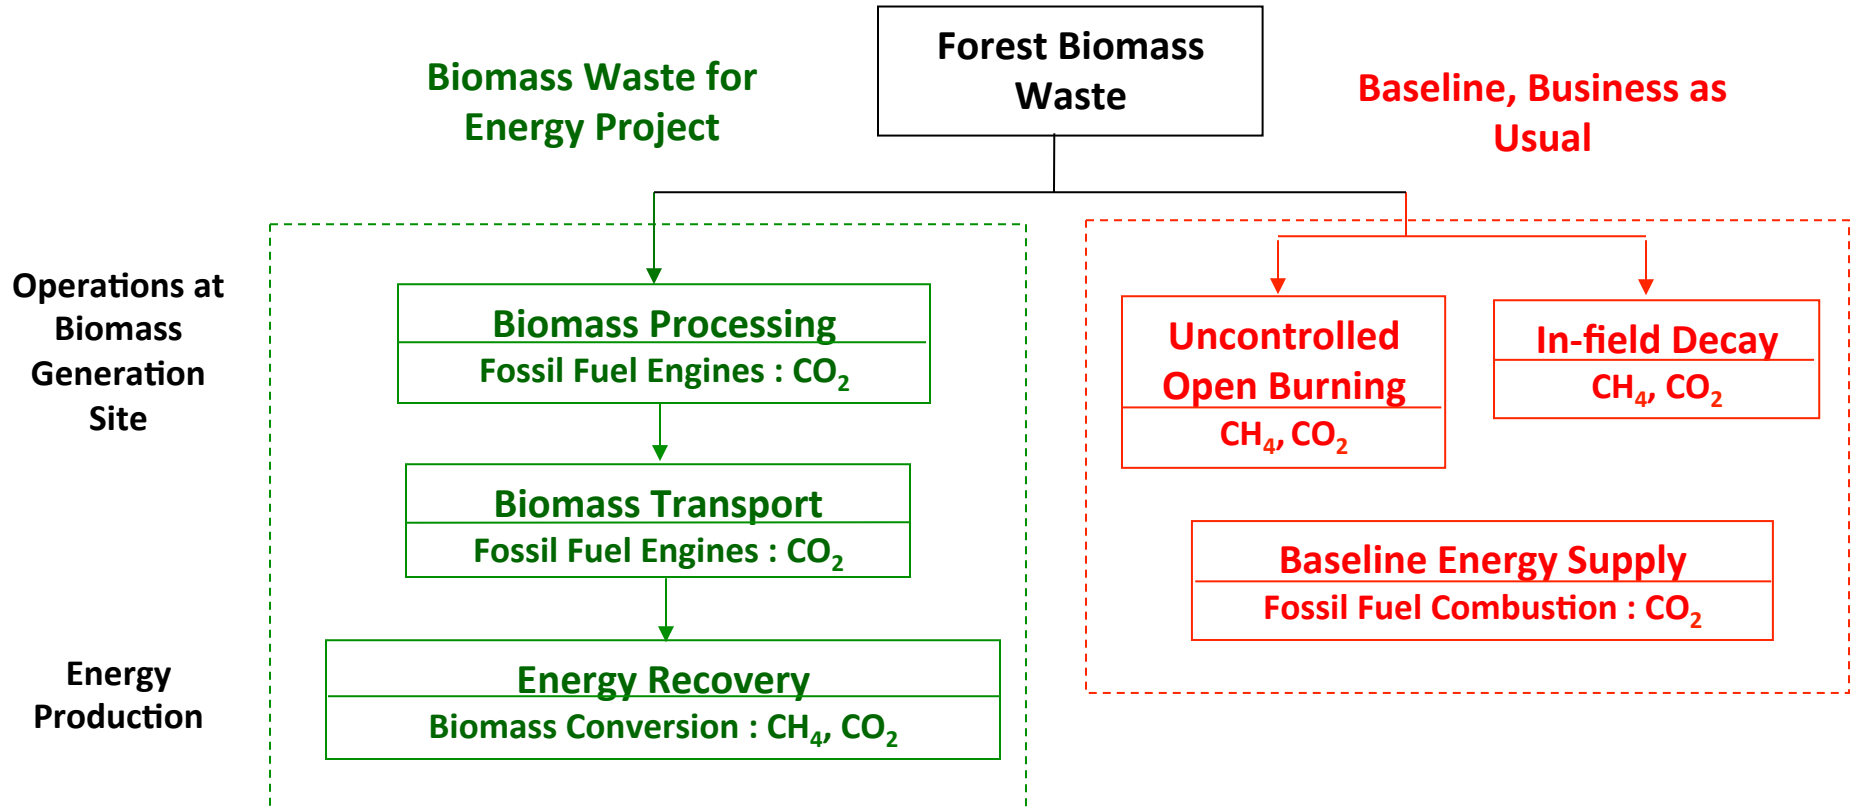 Forest Biomass
Waste
Biomass Waste for
Energy Project
Baseline, Business as
Usual
Operations at
Biomass
Generation
Site
Biomass Processing
Fossil Fuel Engines : CO₂
Biomass Transport
Fossil Fuel Engines : CO₂
Energy
Production
Energy Recovery
Biomass Conversion : CH₄, CO₂
Uncontrolled
Open Burning
CH₄, CO₂
In-field Decay
CH₄, CO₂
Baseline Energy Supply
Fossil Fuel Combustion : CO₂